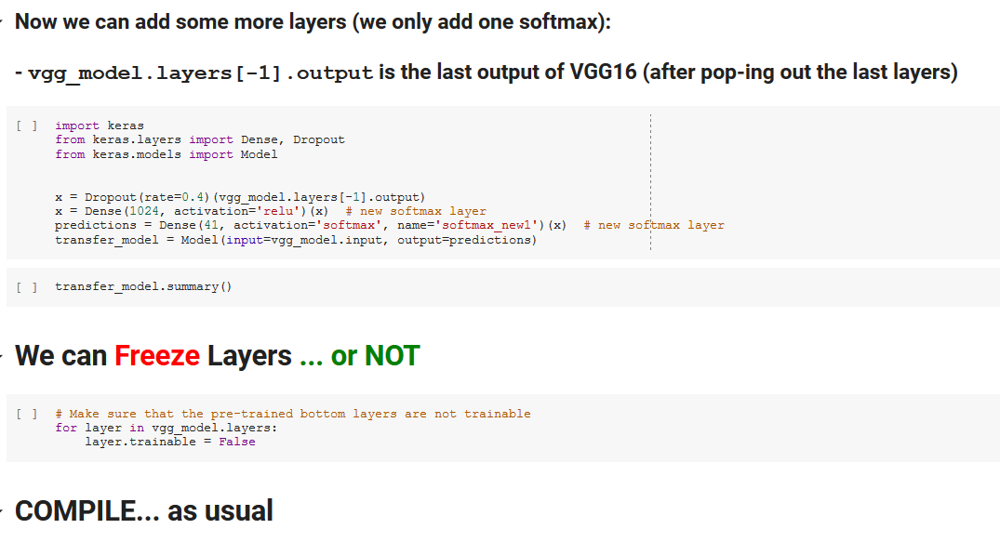 Now we can add some more layers (we only add one softmax):
- vgg_model.layers[-1].output is the last output of VGG16 (after pop-ing out the last layers)
[ ] import keras
from keras.layers import Dense, Dropout
from keras.models import Model
x = Dropout(rate=0.4)(vgg_model.layers[-1].output)
x = Dense(1024, activation='relu')(x)  # new softmax layer
predictions = Dense(41, activation='softmax', name='softmax_new1')(x)  # new softmax layer
transfer_model = Model(input=vgg_model.input, output=predictions)
[ ] transfer_model.summary()
We can Freeze Layers ... or NOT
[ ] # Make sure that the pre-trained bottom layers are not trainable
for layer in vgg_model.layers:
    layer.trainable = False
COMPILE... as usual